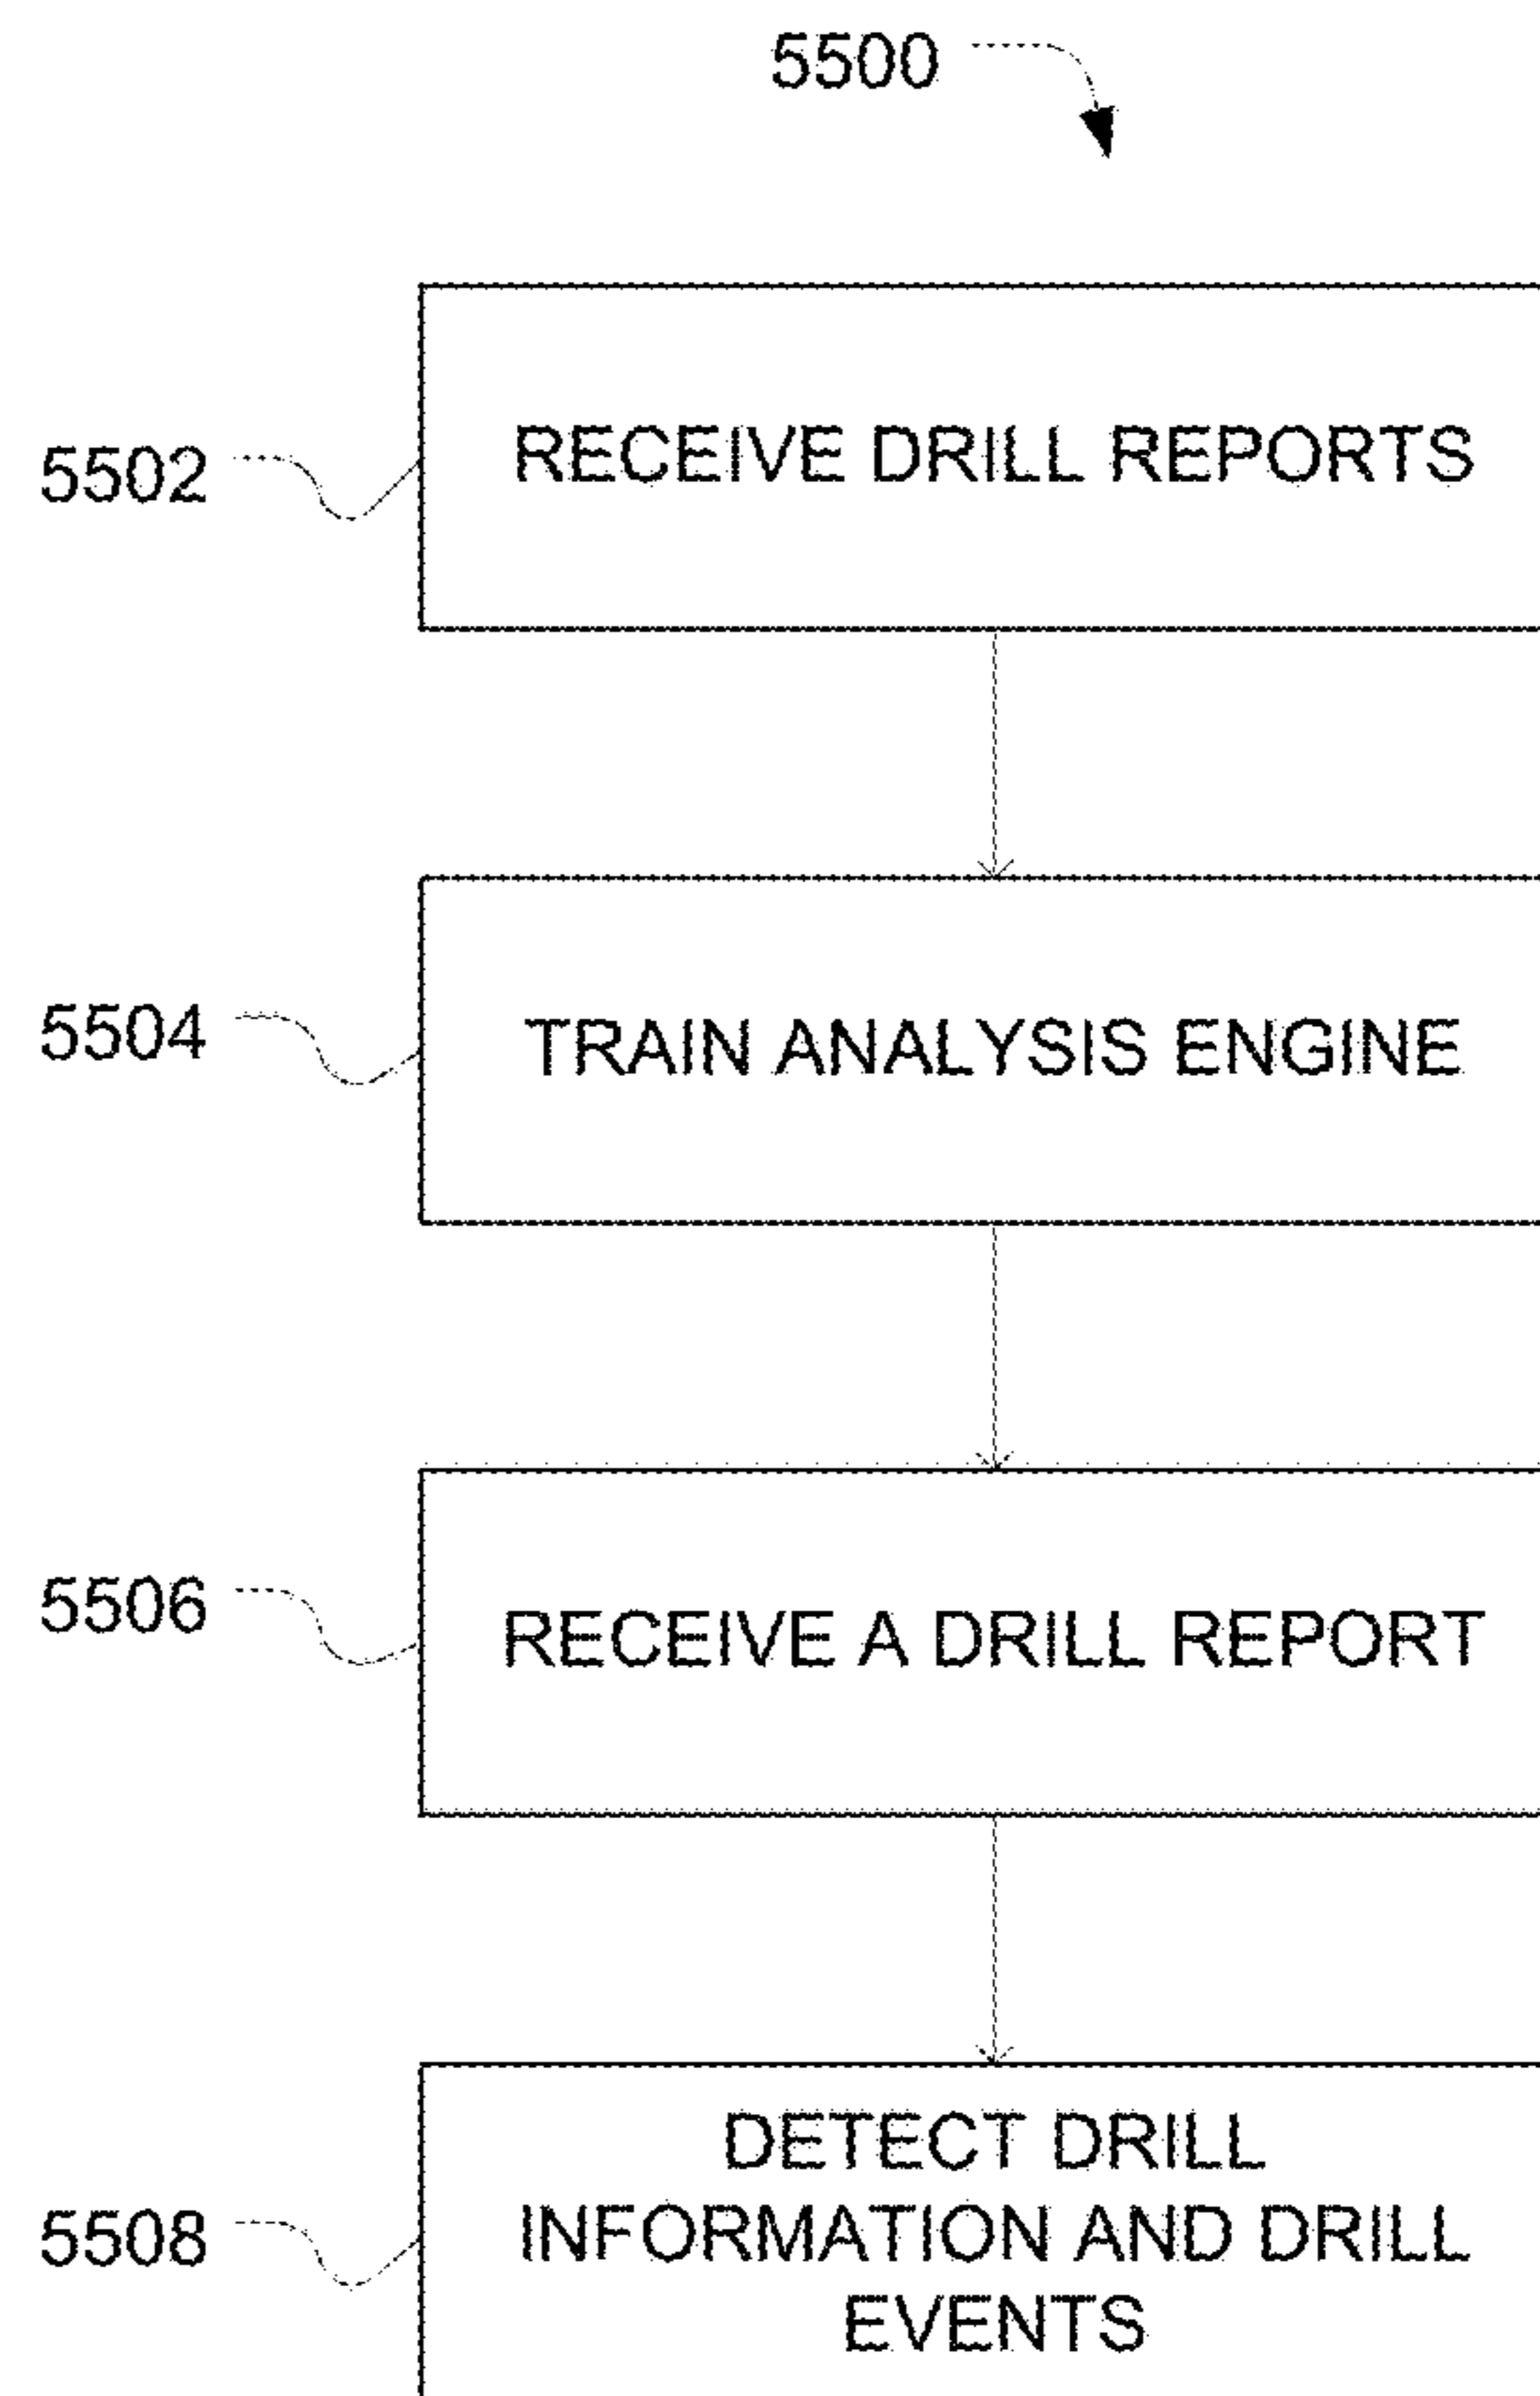 5500
5502
RECEIVE DRILL REPORTS
5504
TRAIN ANALYSIS ENGINE
5506
RECEIVE A DRILL REPORT
5508
DETECT DRILL
INFORMATION AND DRILL
EVENTS